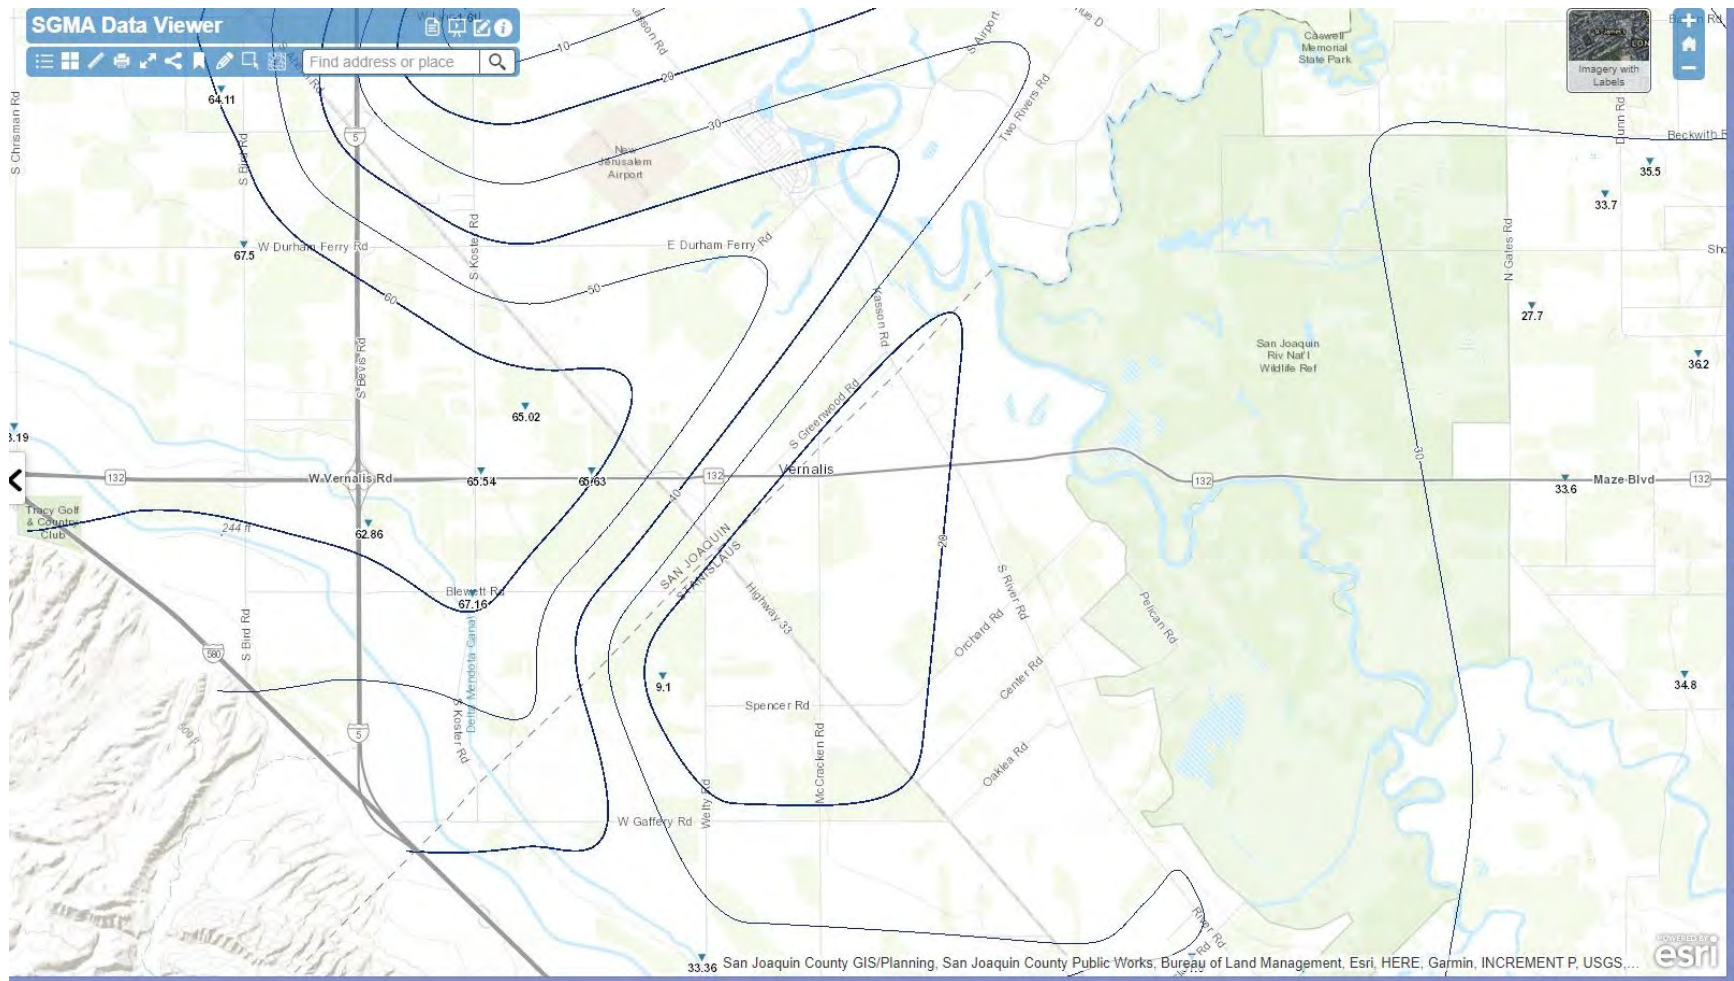 SGMA Data Viewer
Find address or place
Imagery with
Labels
Caswell
Memorial
State Park
S Airport
Kasson Rd
10
20
30
S Chrisman Rd
64.11
S Bird Rd
5
New
Jerusalem
Airport
Two Rivers Rd
Dunn Rd
Beckwith R
35.5
33.7
67.5
W Durham Ferry Rd
S Koster Rd
E Durham Ferry Rd
N Gates Rd
Sho
60
50
27.7
Kasson Rd
San Joaquin
Riv Nat'l
Wildlife Ref
36.2
S Bevis Rd
65.02
S Greenwood Rd
3.19
132
W Vernalis Rd
65.54
65.63
132
Vernalis
30
132
33.6
Maze Blvd
132
40
Tracy Golf
& Country
Club
244 ft
62.86
SAN JOAQUIN
STANISLAUS
20
Blewett Rd
67.16
Highway 33
S River Rd
Pelican Rd
Orchard Rd
S Bird Rd
580
Delta Mendota Canal
9.1
Center Rd
34.8
Spencer Rd
S Koster Rd
500 ft
5
McCracken Rd
Oaklea Rd
Welty Rd
W Gaffery Rd
River Rd
33.36
San Joaquin County GIS/Planning, San Joaquin County Public Works, Bureau of Land Management, Esri, HERE, Garmin, INCREMENT P, USGS,...
POWERED BY
esri